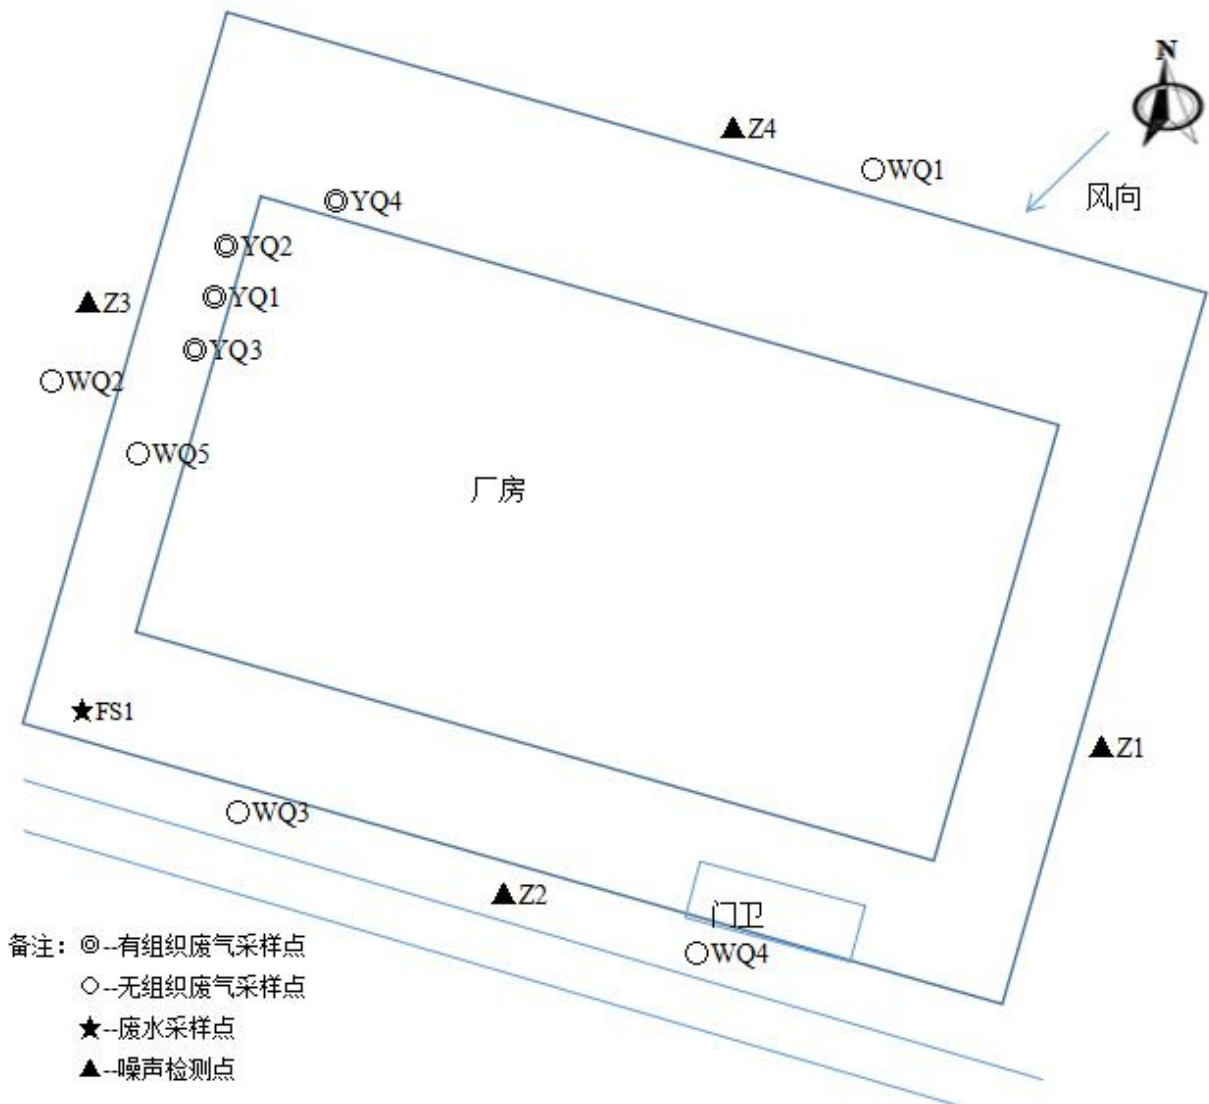 N
▲Z4
○WQ1
风向
◎YQ4
◎YQ2
◎YQ1
▲Z3
◎YQ3
○WQ2
○WQ5
厂房
★FS1
▲Z1
○WQ3
▲Z2
门卫
○WQ4
备注：◎--有组织废气采样点
○--无组织废气采样点
★--废水采样点
▲--噪声检测点